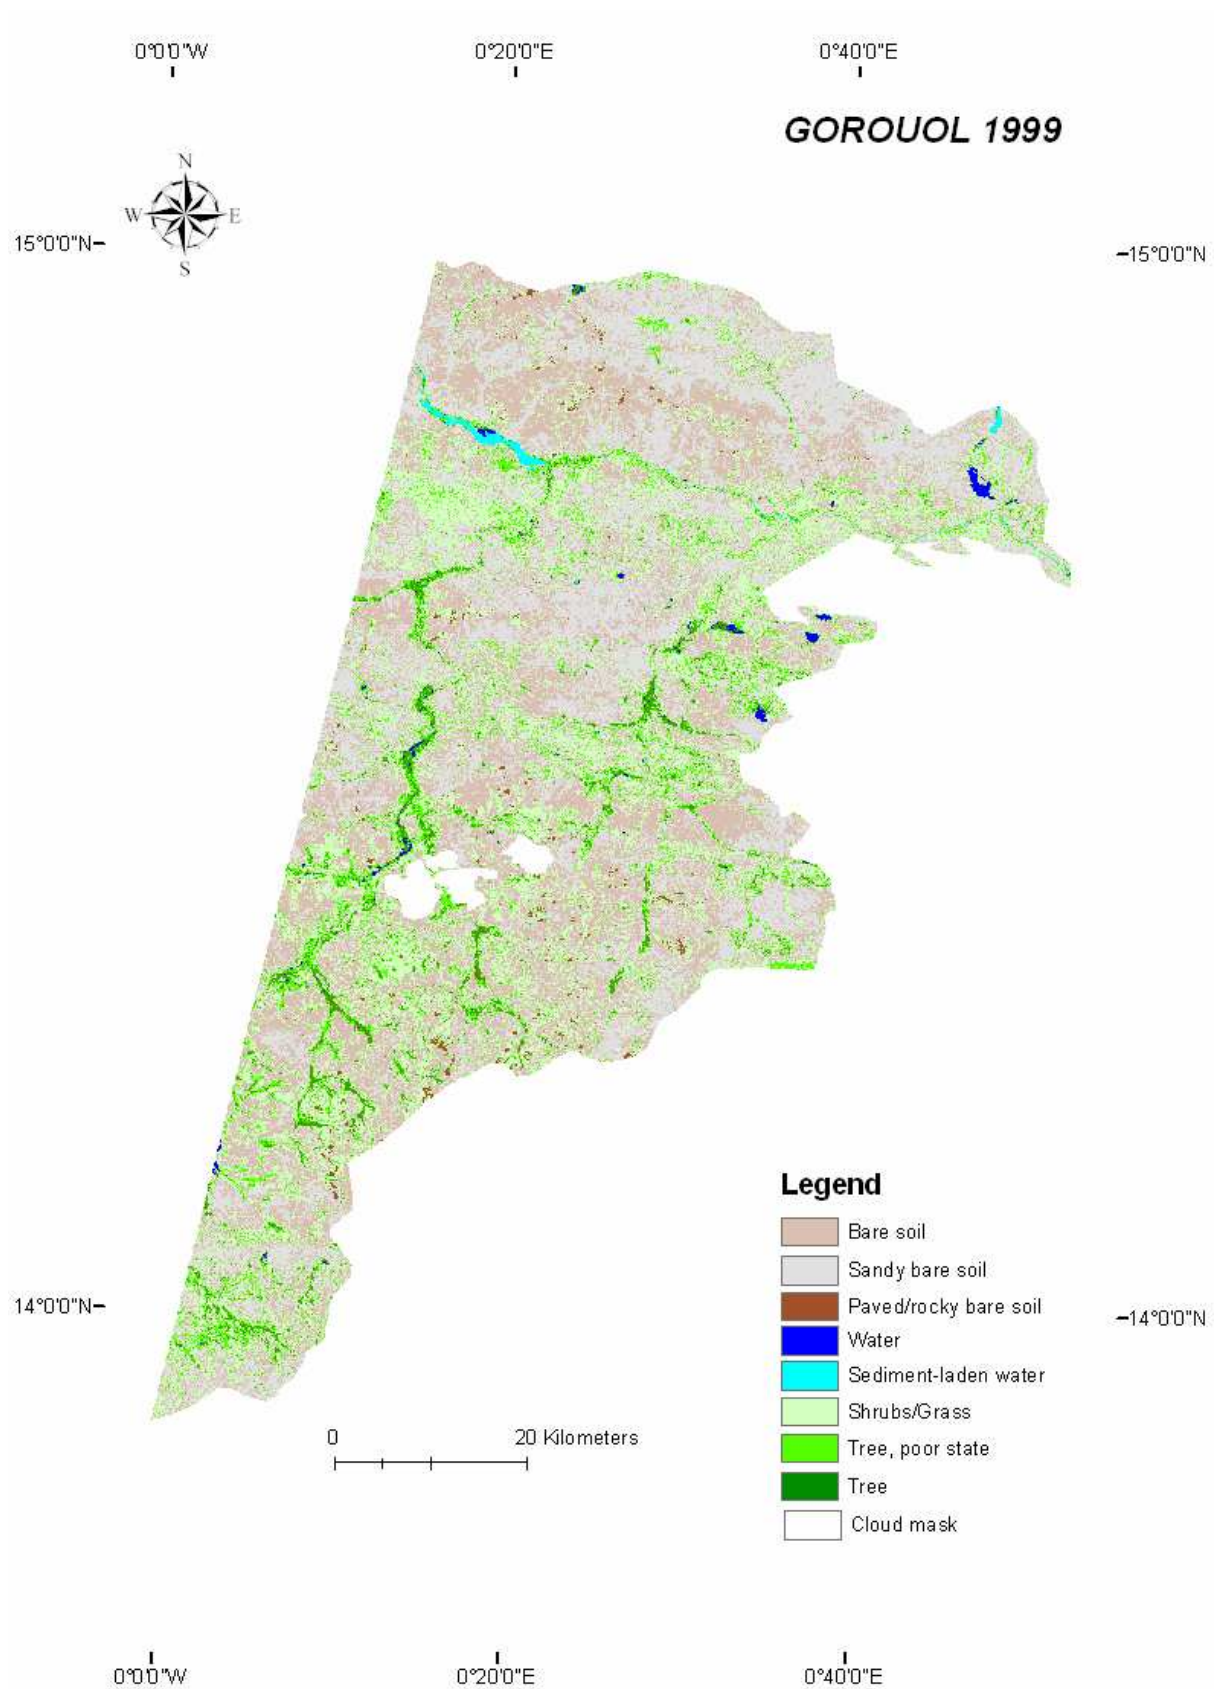 0°0'0"W 0°20'0"E 0°40'0"E
GOROUOL 1999
N
W E
S
15°0'0"N
15°0'0"N
Legend
Bare soil
Sandy bare soil
Paved/rocky bare soil
14°0'0"N
14°0'0"N
Water
Sediment-laden water
Shrubs/Grass
0 20 Kilometers
Tree, poor state
Tree
Cloud mask
0°0'0"W 0°20'0"E 0°40'0"E